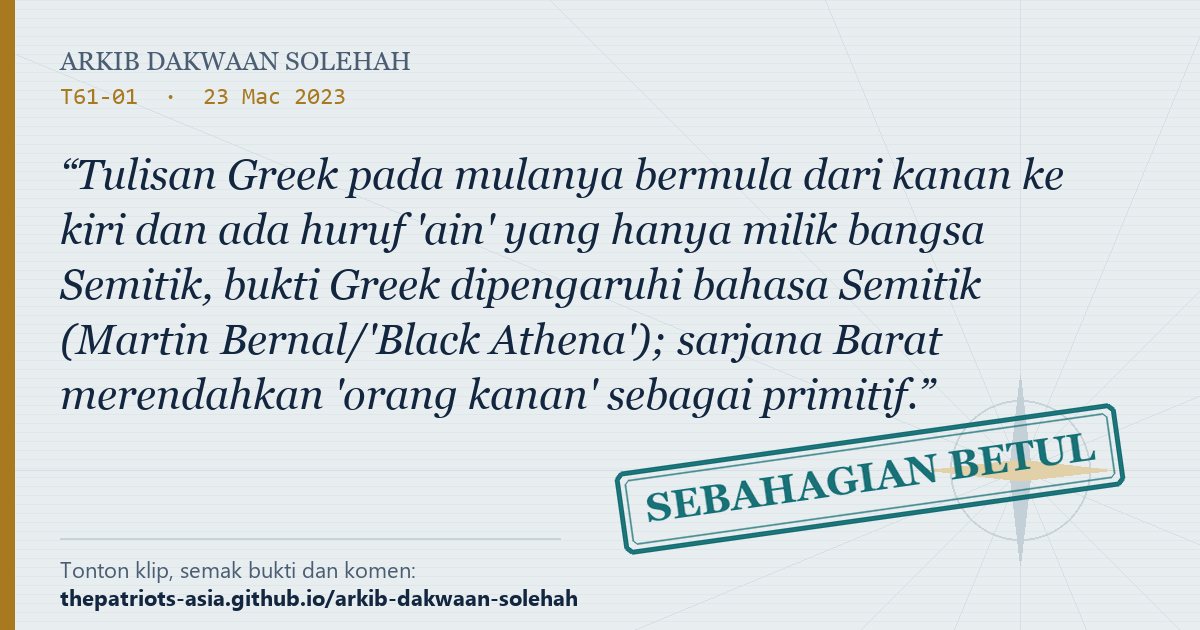 ARKIB DAKWAAN SOLEHAH
T61-01 · 23 Mac 2023
“Tulisan Greek pada mulanya bermula dari kanan ke
kiri dan ada huruf 'ain' yang hanya milik bangsa
Semitik, bukti Greek dipengaruhi bahasa Semitik
(Martin Bernal/'Black Athena'); sarjana Barat
merendahkan 'orang kanan' sebagai primitif.”
SEBAHAGIAN BETUL
Tonton klip, semak bukti dan komen:
thepatriots-asia.github.io/arkib-dakwaan-solehah